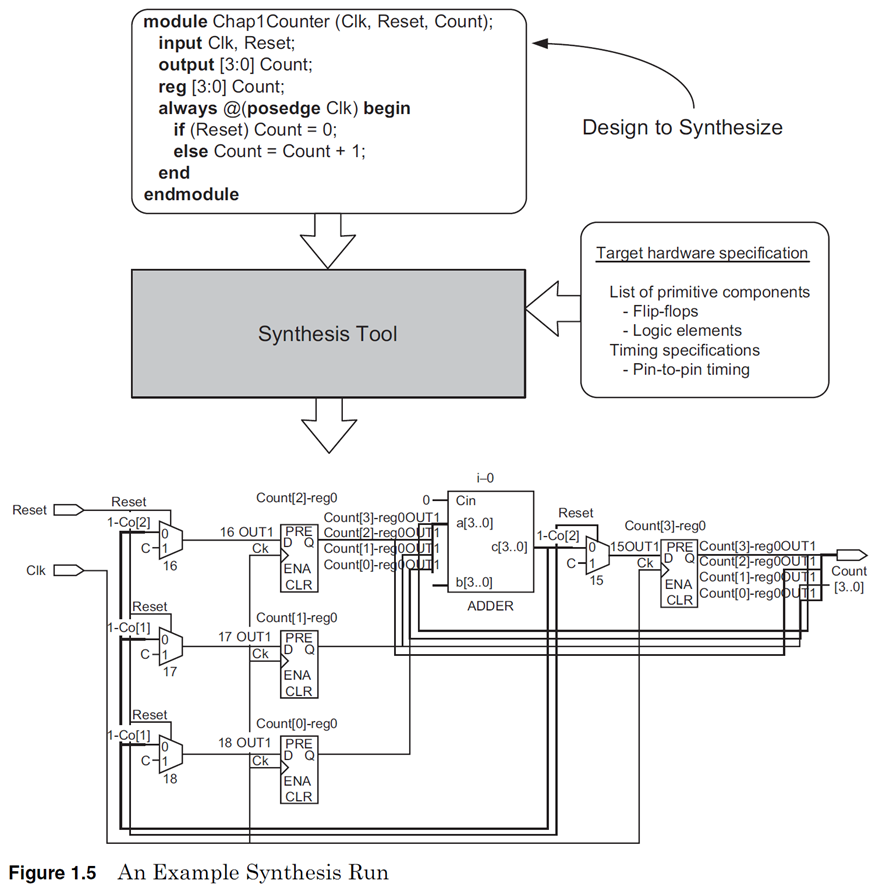 module Chap1Counter (Clk, Reset, Count);
input Clk, Reset;
output [3:0] Count;
reg [3:0] Count;
always @(posedge Clk) begin
if (Reset) Count = 0;
else Count = Count + 1;
end
endmodule
Design to Synthesize
Target hardware specification
List of primitive components
- Flip-flops
- Logic elements
Timing specifications
- Pin-to-pin timing
Synthesis Tool
Reset
Clk
Reset
1-Co[2]
0
C
1
16
16 OUT1
Count[2]-reg0
PRE
D Q
Ck
ENA
CLR
Reset
1-Co[1]
0
C
1
17
17 OUT1
Count[1]-reg0
PRE
D Q
Ck
ENA
CLR
Reset
1-Co[1]
0
C
1
18
18 OUT1
Count[0]-reg0
PRE
D Q
Ck
ENA
CLR
Count[3]-reg0OUT1
Count[2]-reg0OUT1
Count[1]-reg0OUT1
Count[0]-reg0OUT1
i–0
0
Cin
a[3..0]
c[3..0]
b[3..0]
ADDER
Reset
1-Co[2]
0
C
1
15
15OUT1
Count[3]-reg0
PRE
D Q
Ck
ENA
CLR
Count[3]-reg0OUT1
Count[2]-reg0OUT1
Count[1]-reg0OUT1
Count[0]-reg0OUT1
Count
[3..0]
Figure 1.5 An Example Synthesis Run